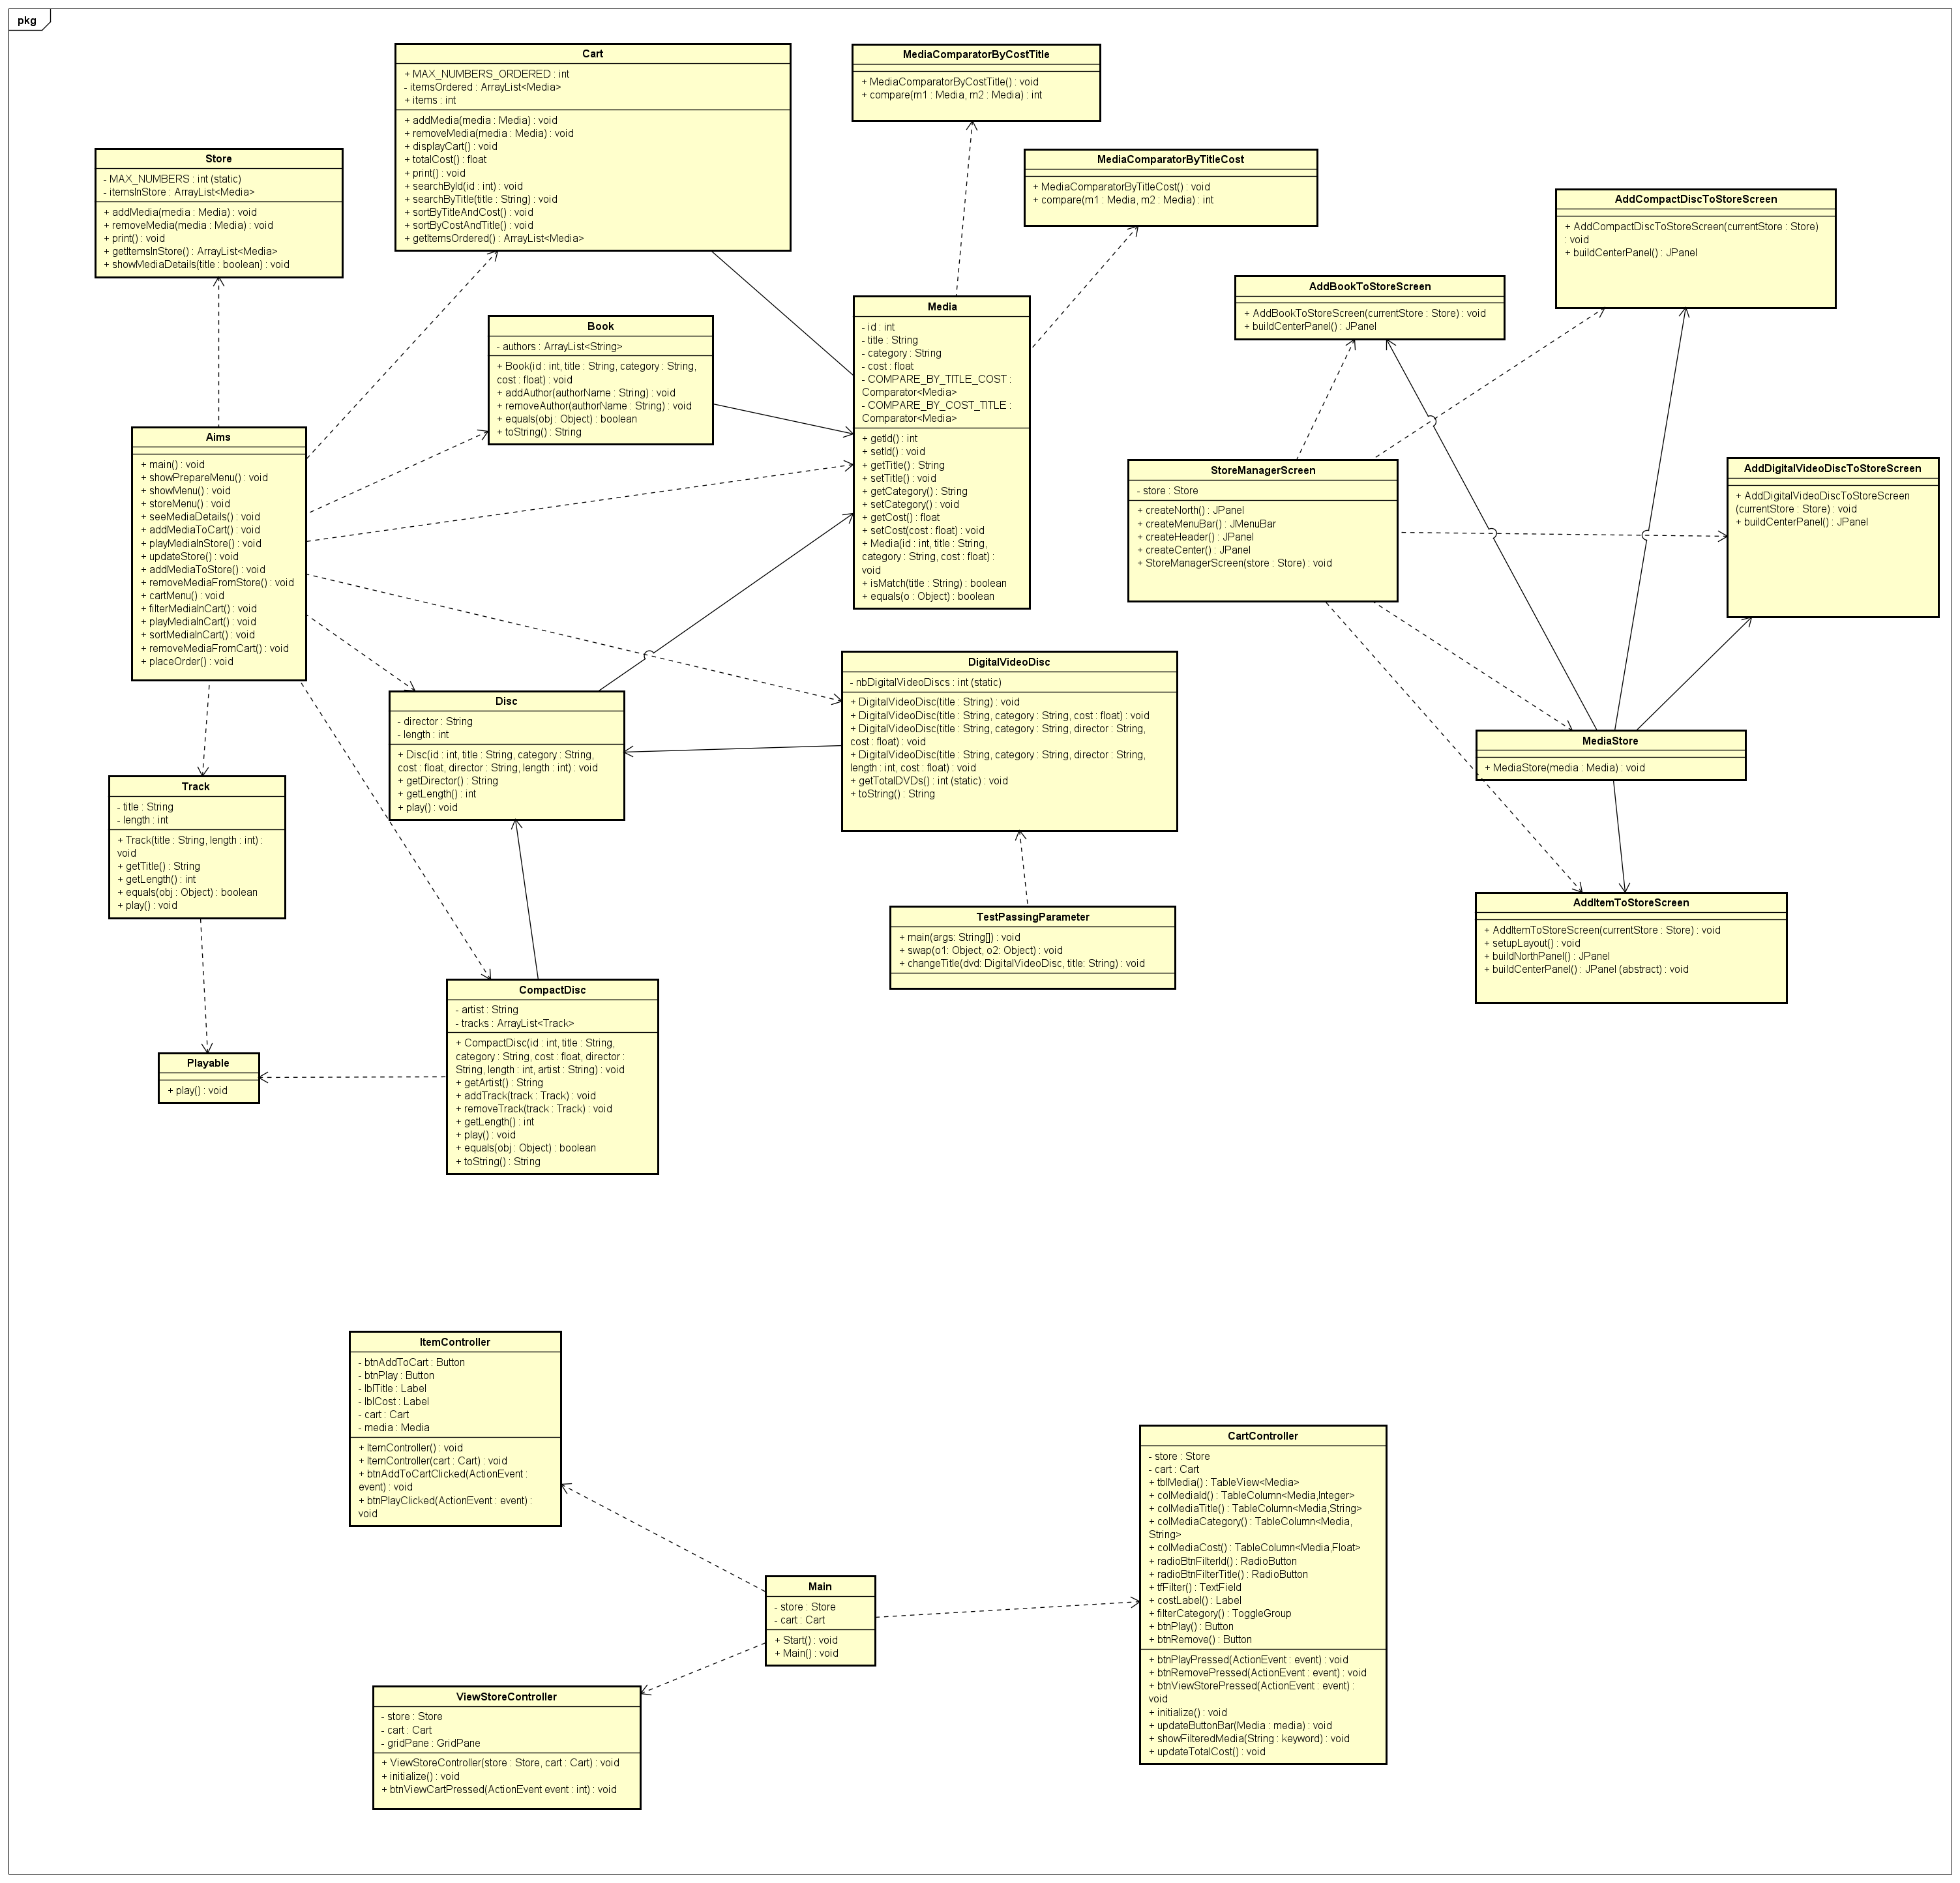 pkg
Cart
+ MAX_NUMBERS_ORDERED : int
- itemsOrdered : ArrayList<Media>
+ items : int
+ addMedia(media : Media) : void
+ removeMedia(media : Media) : void
+ displayCart() : void
+ totalCost() : float
+ print() : void
+ searchById(id : int) : void
+ searchByTitle(title : String) : void
+ sortByTitleAndCost() : void
+ sortByCostAndTitle() : void
+ getItemsOrdered() : ArrayList<Media>
MediaComparatorByCostTitle
+ MediaComparatorByCostTitle() : void
+ compare(m1 : Media, m2 : Media) : int
Store
- MAX_NUMBERS : int (static)
- itemsInStore : ArrayList<Media>
+ addMedia(media : Media) : void
+ removeMedia(media : Media) : void
+ print() : void
+ getItemsInStore() : ArrayList<Media>
+ showMediaDetails(title : boolean) : void
MediaComparatorByTitleCost
+ MediaComparatorByTitleCost() : void
+ compare(m1 : Media, m2 : Media) : int
AddCompactDiscToStoreScreen
+ AddCompactDiscToStoreScreen(currentStore : Store)
: void
+ buildCenterPanel() : JPanel
AddBookToStoreScreen
+ AddBookToStoreScreen(currentStore : Store) : void
+ buildCenterPanel() : JPanel
Media
- id : int
- title : String
- category : String
- cost : float
- COMPARE_BY_TITLE_COST :
Comparator<Media>
- COMPARE_BY_COST_TITLE :
Comparator<Media>
+ getId() : int
+ setId() : void
+ getTitle() : String
+ setTitle() : void
+ getCategory() : String
+ setCategory() : void
+ getCost() : float
+ setCost(cost : float) : void
+ Media(id : int, title : String,
category : String, cost : float) :
void
+ isMatch(title : String) : boolean
+ equals(o : Object) : boolean
Book
- authors : ArrayList<String>
+ Book(id : int, title : String, category : String,
cost : float) : void
+ addAuthor(authorName : String) : void
+ removeAuthor(authorName : String) : void
+ equals(obj : Object) : boolean
+ toString() : String
Aims
+ main() : void
+ showPrepareMenu() : void
+ showMenu() : void
+ storeMenu() : void
+ seeMediaDetails() : void
+ addMediaToCart() : void
+ playMediaInStore() : void
+ updateStore() : void
+ addMediaToStore() : void
+ removeMediaFromStore() : void
+ cartMenu() : void
+ filterMediaInCart() : void
+ playMediaInCart() : void
+ sortMediaInCart() : void
+ removeMediaFromCart() : void
+ placeOrder() : void
StoreManagerScreen
- store : Store
+ createNorth() : JPanel
+ createMenuBar() : JMenuBar
+ createHeader() : JPanel
+ createCenter() : JPanel
+ StoreManagerScreen(store : Store) : void
AddDigitalVideoDiscToStoreScreen
+ AddDigitalVideoDiscToStoreScreen
(currentStore : Store) : void
+ buildCenterPanel() : JPanel
DigitalVideoDisc
- nbDigitalVideoDiscs : int (static)
+ DigitalVideoDisc(title : String) : void
+ DigitalVideoDisc(title : String, category : String, cost : float) : void
+ DigitalVideoDisc(title : String, category : String, director : String,
cost : float) : void
+ DigitalVideoDisc(title : String, category : String, director : String,
length : int, cost : float) : void
+ getTotalDVDs() : int (static) : void
+ toString() : String
Disc
- director : String
- length : int
+ Disc(id : int, title : String, category : String,
cost : float, director : String, length : int) : void
+ getDirector() : String
+ getLength() : int
+ play() : void
MediaStore
+ MediaStore(media : Media) : void
Track
- title : String
- length : int
+ Track(title : String, length : int) :
void
+ getTitle() : String
+ getLength() : int
+ equals(obj : Object) : boolean
+ play() : void
AddItemToStoreScreen
+ AddItemToStoreScreen(currentStore : Store) : void
+ setupLayout() : void
+ buildNorthPanel() : JPanel
+ buildCenterPanel() : JPanel (abstract) : void
TestPassingParameter
+ main(args: String[]) : void
+ swap(o1: Object, o2: Object) : void
+ changeTitle(dvd: DigitalVideoDisc, title: String) : void
CompactDisc
- artist : String
- tracks : ArrayList<Track>
+ CompactDisc(id : int, title : String,
category : String, cost : float, director :
String, length : int, artist : String) : void
+ getArtist() : String
+ addTrack(track : Track) : void
+ removeTrack(track : Track) : void
+ getLength() : int
+ play() : void
+ equals(obj : Object) : boolean
+ toString() : String
Playable
+ play() : void
ItemController
- btnAddToCart : Button
- btnPlay : Button
- lblTitle : Label
- lblCost : Label
- cart : Cart
- media : Media
+ ItemController() : void
+ ItemController(cart : Cart) : void
+ btnAddToCartClicked(ActionEvent :
event) : void
+ btnPlayClicked(ActionEvent : event) :
void
CartController
- store : Store
- cart : Cart
+ tblMedia() : TableView<Media>
+ colMediaId() : TableColumn<Media,Integer>
+ colMediaTitle() : TableColumn<Media,String>
+ colMediaCategory() : TableColumn<Media,
String>
+ colMediaCost() : TableColumn<Media,Float>
+ radioBtnFilterId() : RadioButton
+ radioBtnFilterTitle() : RadioButton
+ tfFilter() : TextField
+ costLabel() : Label
+ filterCategory() : ToggleGroup
+ btnPlay() : Button
+ btnRemove() : Button
+ btnPlayPressed(ActionEvent : event) : void
+ btnRemovePressed(ActionEvent : event) : void
+ btnViewStorePressed(ActionEvent : event) :
void
+ initialize() : void
+ updateButtonBar(Media : media) : void
+ showFilteredMedia(String : keyword) : void
+ updateTotalCost() : void
Main
- store : Store
- cart : Cart
+ Start() : void
+ Main() : void
ViewStoreController
- store : Store
- cart : Cart
- gridPane : GridPane
+ ViewStoreController(store : Store, cart : Cart) : void
+ initialize() : void
+ btnViewCartPressed(ActionEvent event : int) : void